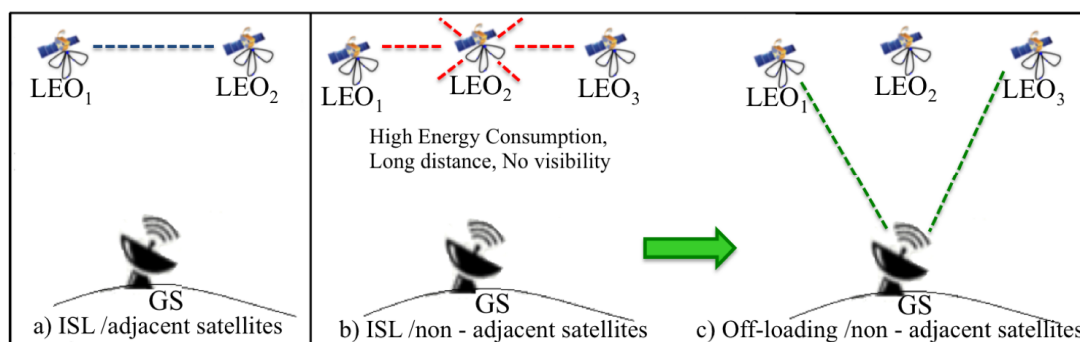 LEO1
LEO2
GS
a) ISL /adjacent satellites
LEO1
LEO2
LEO3
High Energy Consumption,
Long distance, No visibility
GS
b) ISL /non - adjacent satellites
LEO1
LEO2
LEO3
GS
c) Off-loading /non - adjacent satellites